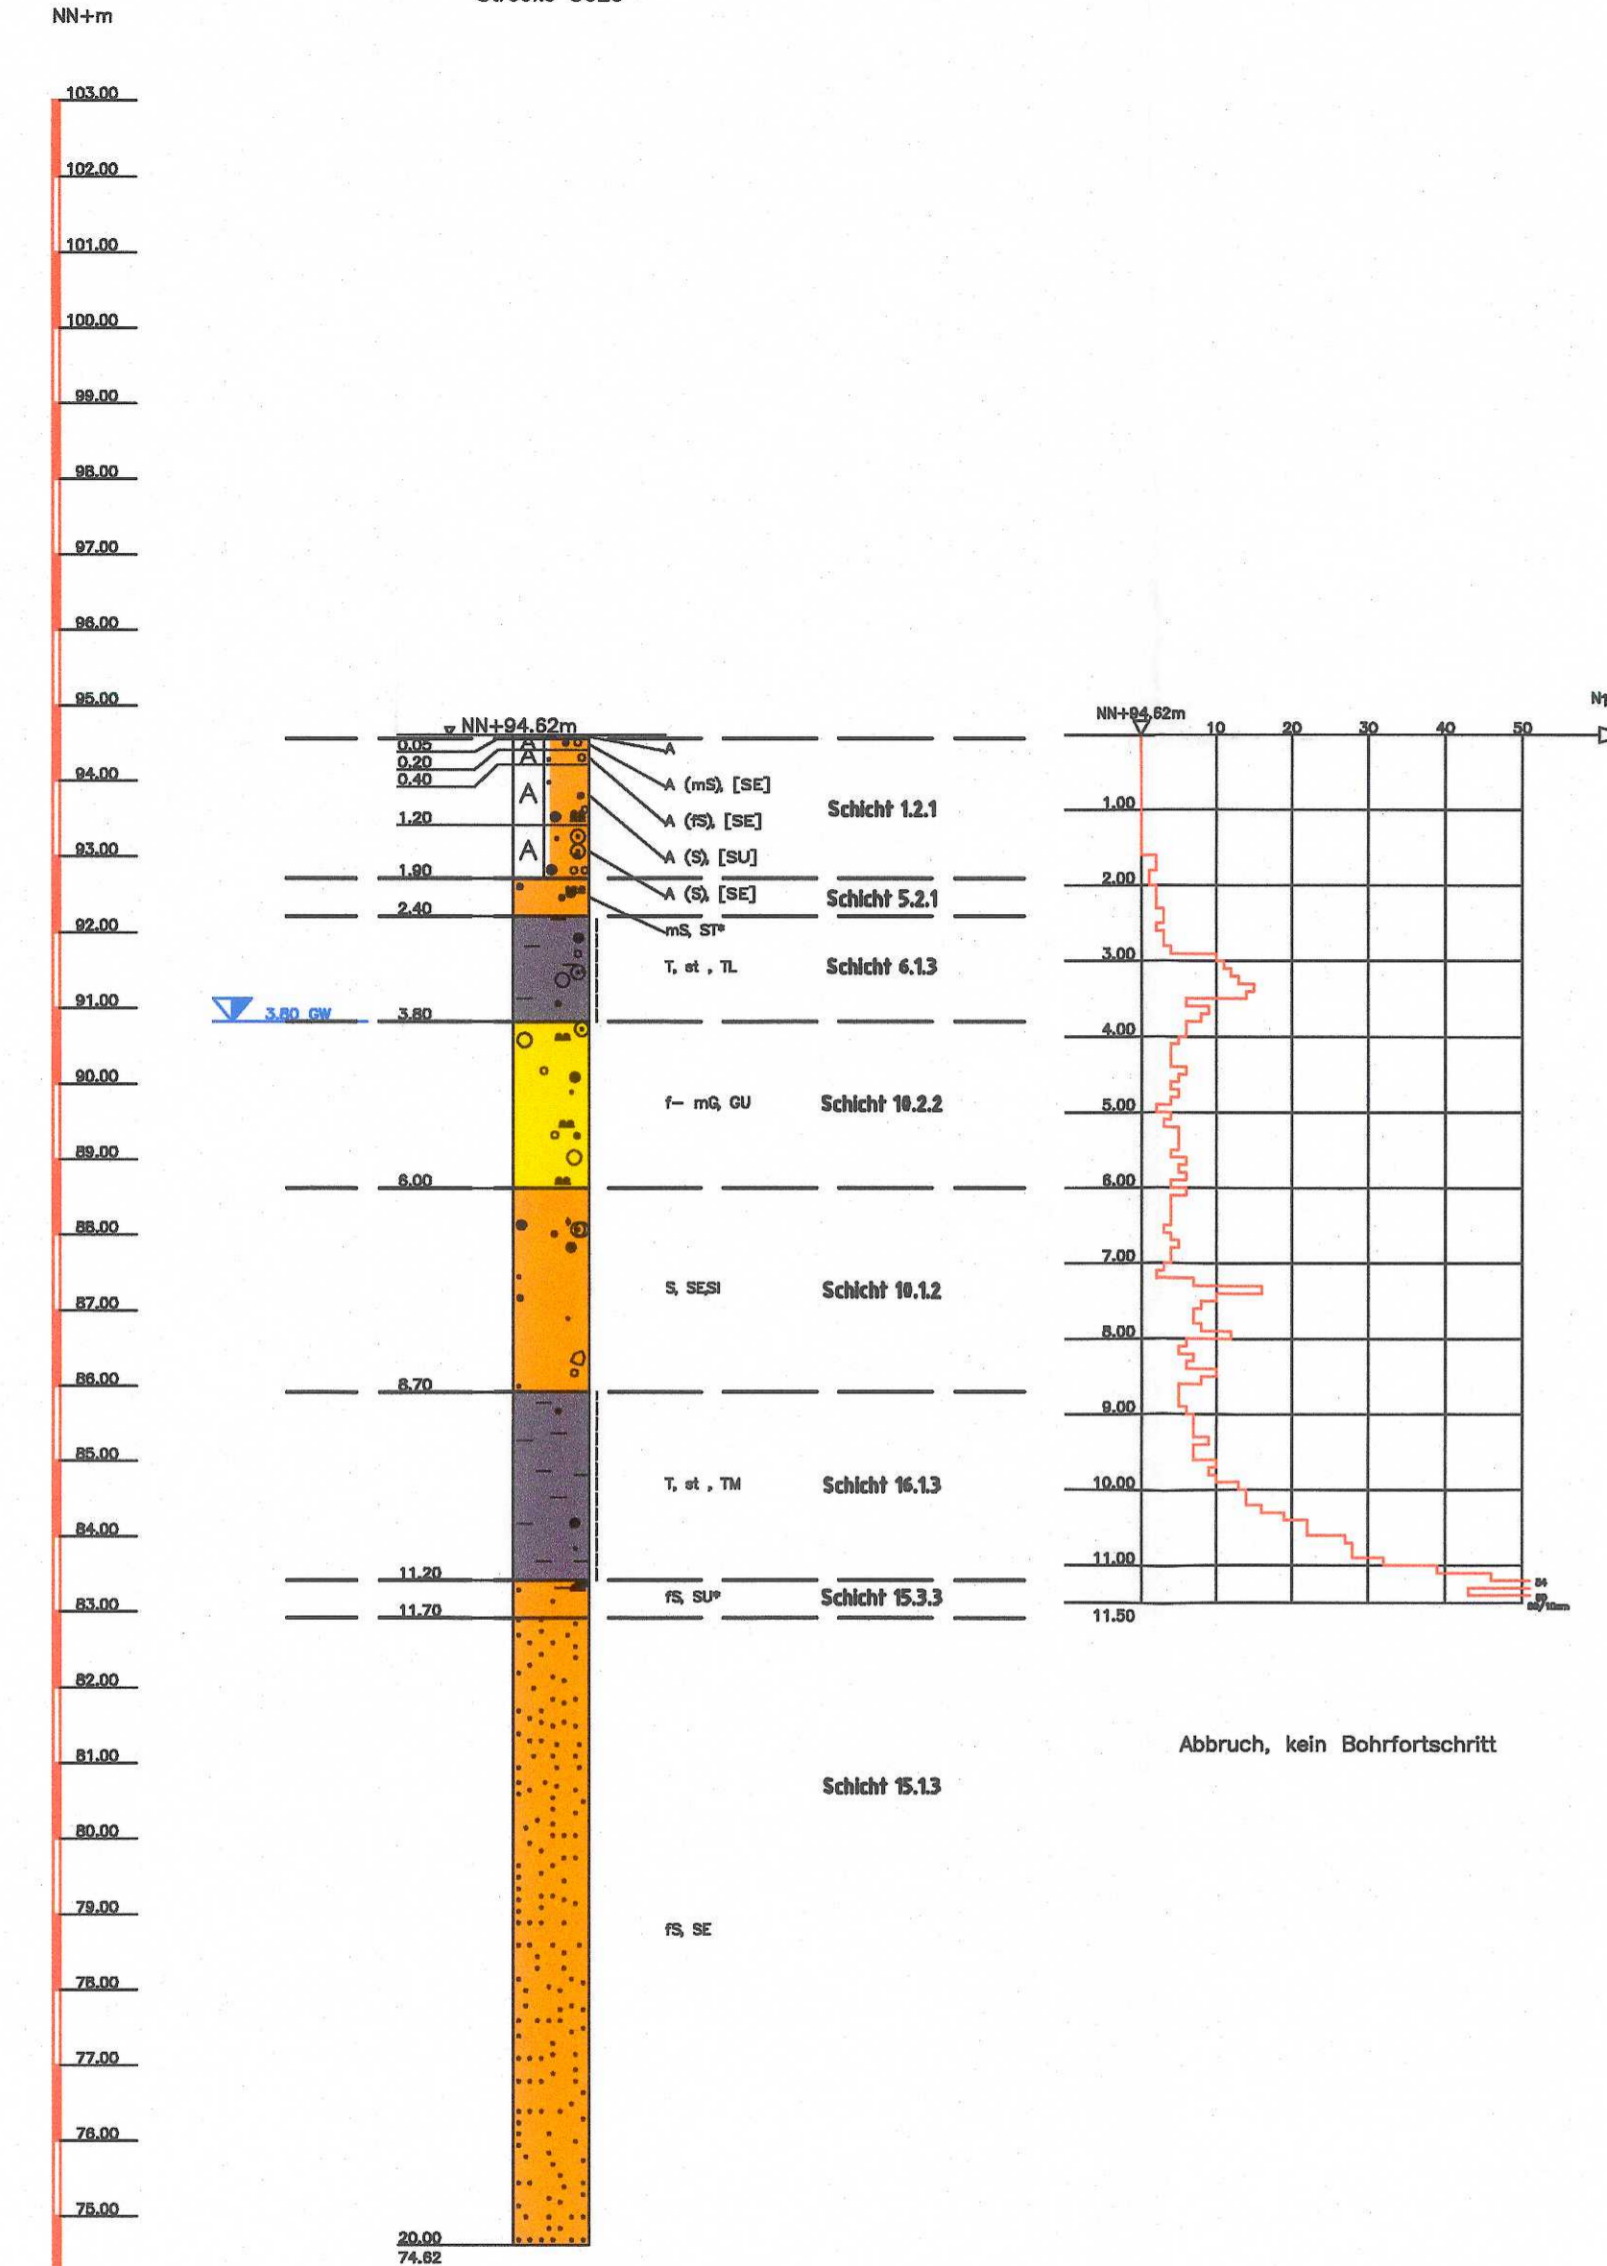 NN+m
103.00
102.00
101.00
100.00
99.00
98.00
97.00
96.00
95.00
94.00
93.00
92.00
91.00
90.00
89.00
88.00
87.00
86.00
85.00
84.00
83.00
82.00
81.00
80.00
79.00
78.00
77.00
76.00
75.00
NN+94.62m
0.05
0.20
0.40
1.20
1.90
2.40
3.80
6.00
8.70
11.20
11.70
20.00
74.62
3.80 GW
A
A
A
A
A
A (mS), [SE]
A (fS), [SE]
A (S), [SU]
A (S), [SE]
mS, ST*
T, st , TL
f- mG, GU
S, SE,SI
T, st , TM
fS, SU*
fS, SE
Schicht 1.2.1
Schicht 5.2.1
Schicht 6.1.3
Schicht 10.2.2
Schicht 10.1.2
Schicht 16.1.3
Schicht 15.3.3
Schicht 15.1.3
NN+94.62m
10 20 30 40 50
1.00
2.00
3.00
4.00
5.00
6.00
7.00
8.00
9.00
10.00
11.00
11.50
Abbruch, kein Bohrfortschritt